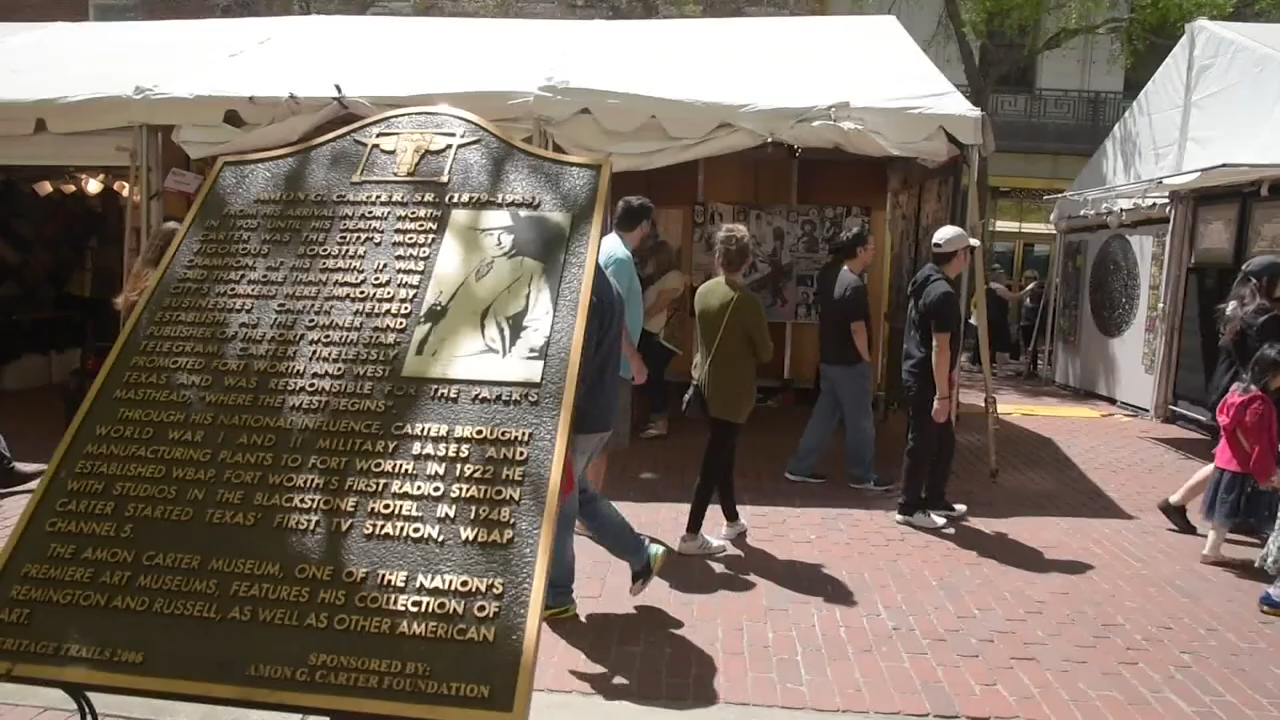 AMON G. CARTER, SR. (1879-1955)
FROM HIS ARRIVAL IN FORT WORTH
IN 1905 UNTIL HIS DEATH, AMON
CARTER WAS THE CITY'S MOST
VIGOROUS BOOSTER AND
CHAMPION. AT HIS DEATH, IT WAS
SAID THAT MORE THAN HALF OF THE
CITY'S WORKERS WERE EMPLOYED BY
BUSINESSES CARTER HELPED
ESTABLISH. AS THE OWNER AND
PUBLISHER OF THE FORT WORTH STAR-
TELEGRAM, CARTER TIRELESSLY
PROMOTED FORT WORTH AND WEST
TEXAS AND WAS RESPONSIBLE FOR THE PAPER'S
MASTHEAD, "WHERE THE WEST BEGINS".
THROUGH HIS NATIONAL INFLUENCE, CARTER BROUGHT
WORLD WAR I AND II MILITARY BASES AND
MANUFACTURING PLANTS TO FORT WORTH. IN 1922 HE
ESTABLISHED WBAP, FORT WORTH'S FIRST RADIO STATION
WITH STUDIOS IN THE BLACKSTONE HOTEL. IN 1948,
CARTER STARTED TEXAS' FIRST TV STATION, WBAP
CHANNEL 5.
THE AMON CARTER MUSEUM, ONE OF THE NATION'S
PREMIERE ART MUSEUMS, FEATURES HIS COLLECTION OF
REMINGTON AND RUSSELL, AS WELL AS OTHER AMERICAN
ART.
ERITAGE TRAILS 2006
SPONSORED BY:
AMON G. CARTER FOUNDATION